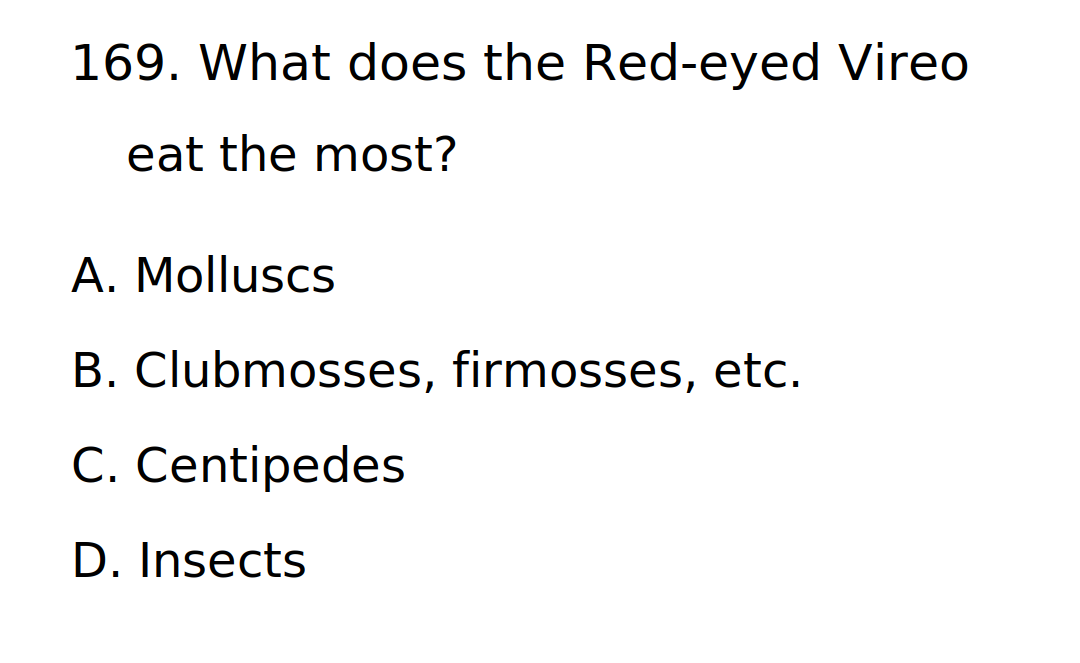 169. What does the Red-eyed Vireo
eat the most?
A. Molluscs
B. Clubmosses, firmosses, etc.
C. Centipedes
D. Insects